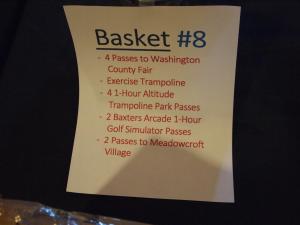 Basket #8
- 4 Passes to Washington
County Fair
- Exercise Trampoline
- 4 1-Hour Altitude
Trampoline Park Passes
- 2 Baxters Arcade 1-Hour
Golf Simulator Passes
- 2 Passes to Meadowcroft
Village